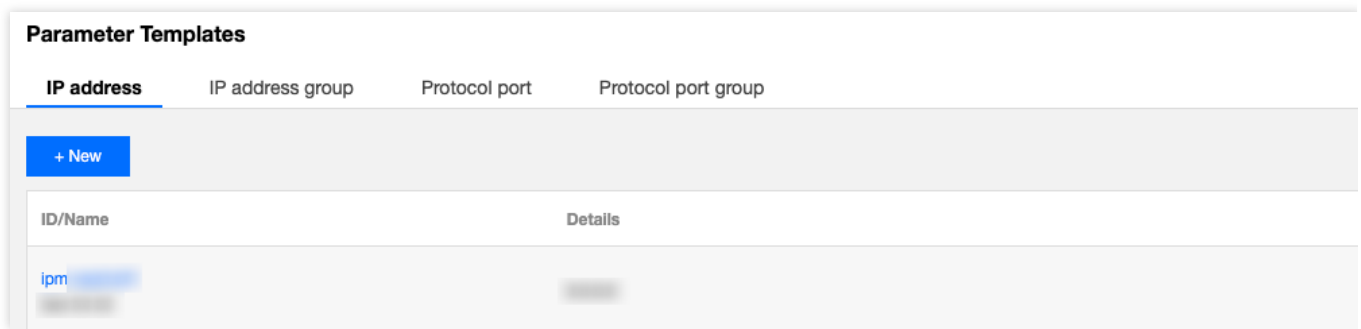 Parameter Templates
IP address IP address group Protocol port Protocol port group
+ New
ID/Name Details
ipm